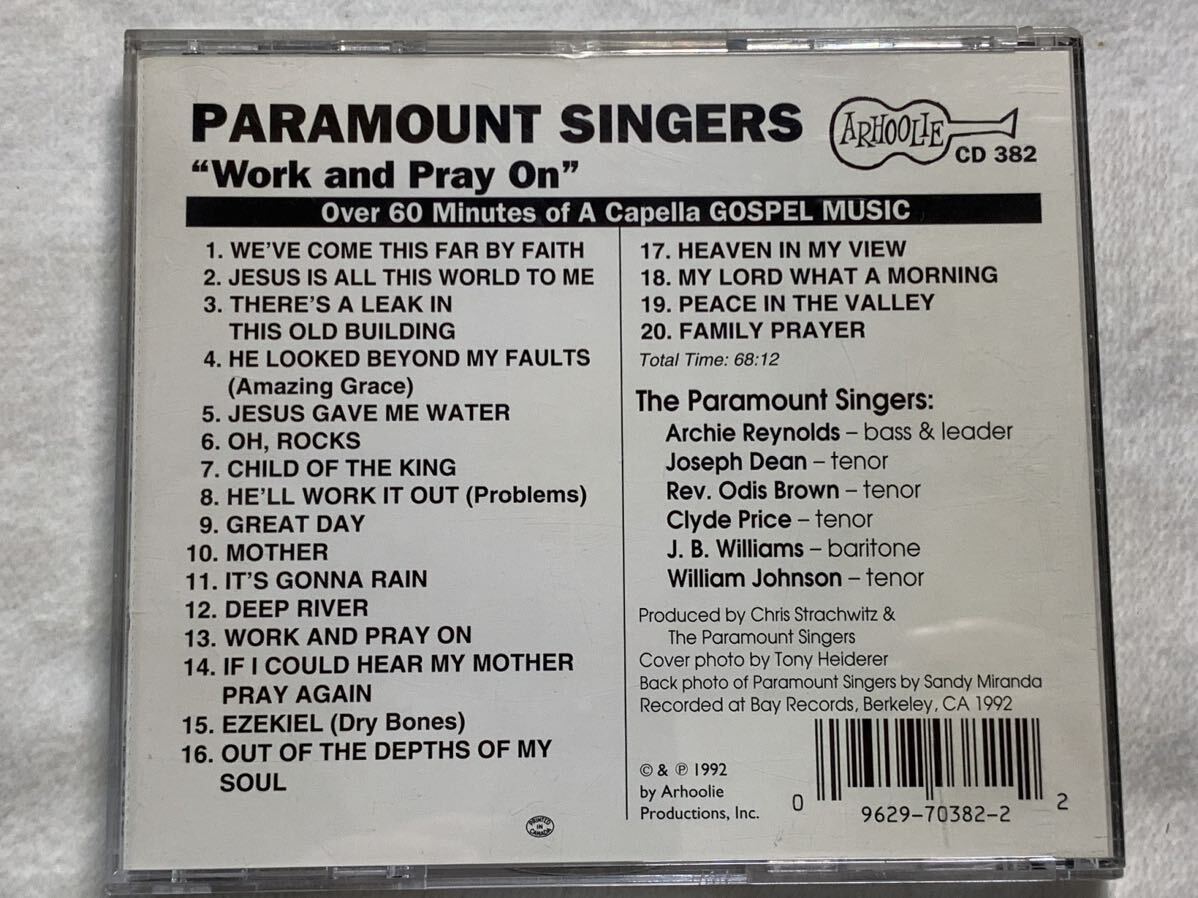 PARAMOUNT SINGERS
“Work and Pray On”
ARHOOLIE
CD 382
Over 60 Minutes of A Capella GOSPEL MUSIC
1. WE'VE COME THIS FAR BY FAITH
2. JESUS IS ALL THIS WORLD TO ME
3. THERE'S A LEAK IN
THIS OLD BUILDING
4. HE LOOKED BEYOND MY FAULTS
(Amazing Grace)
5. JESUS GAVE ME WATER
6. OH, ROCKS
7. CHILD OF THE KING
8. HE'LL WORK IT OUT (Problems)
9. GREAT DAY
10. MOTHER
11. IT'S GONNA RAIN
12. DEEP RIVER
13. WORK AND PRAY ON
14. IF I COULD HEAR MY MOTHER
PRAY AGAIN
15. EZEKIEL (Dry Bones)
16. OUT OF THE DEPTHS OF MY
SOUL
17. HEAVEN IN MY VIEW
18. MY LORD WHAT A MORNING
19. PEACE IN THE VALLEY
20. FAMILY PRAYER
Total Time: 68:12
The Paramount Singers:
Archie Reynolds – bass & leader
Joseph Dean – tenor
Rev. Odis Brown – tenor
Clyde Price – tenor
J. B. Williams – baritone
William Johnson – tenor
Produced by Chris Strachwitz &
The Paramount Singers
Cover photo by Tony Heiderer
Back photo of Paramount Singers by Sandy Miranda
Recorded at Bay Records, Berkeley, CA 1992
© & ℗ 1992
by Arhoolie
Productions, Inc.
0 9629-70382-2 2
PRINTED
IN
CANADA